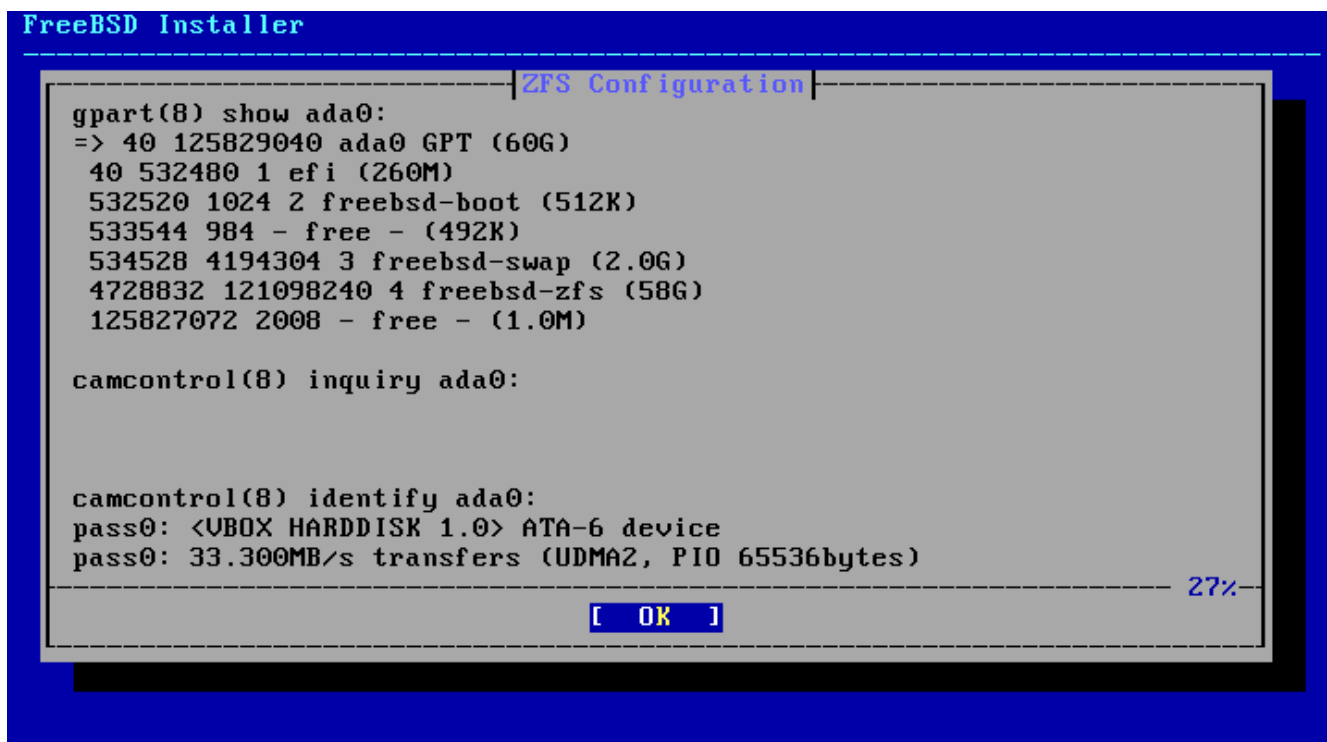 FreeBSD Installer
ZFS Configuration
gpart(8) show ada0:
=> 40 125829040 ada0 GPT (60G)
40 532480 1 efi (260M)
532520 1024 2 freebsd-boot (512K)
533544 984 - free - (492K)
534528 4194304 3 freebsd-swap (2.0G)
4728832 121098240 4 freebsd-zfs (58G)
125827072 2008 - free - (1.0M)
camcontrol(8) inquiry ada0:
camcontrol(8) identify ada0:
pass0: <VBOX HARDDISK 1.0> ATA-6 device
pass0: 33.300MB/s transfers (UDMA2, PIO 65536bytes)
27%
[ OK ]